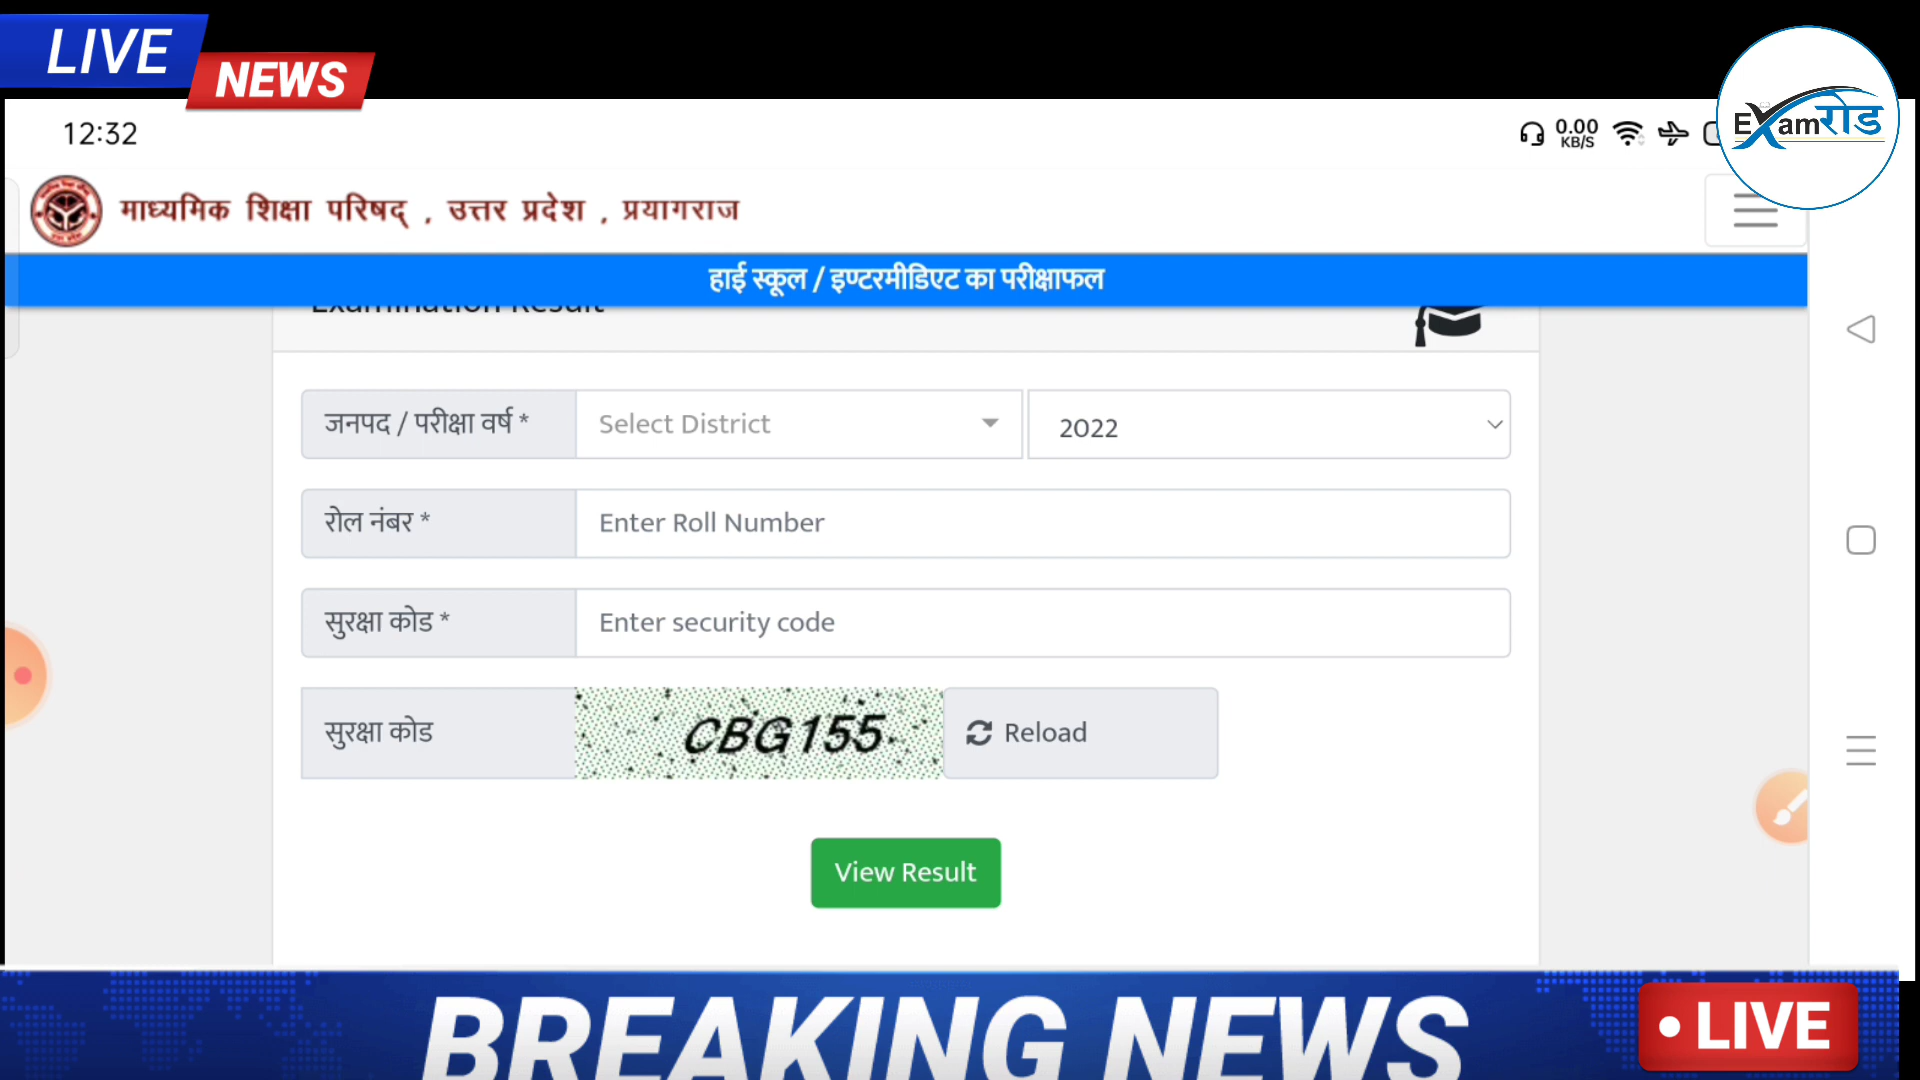 LIVE
NEWS
12:32
0.00
KB/S
Examरोड
माध्यमिक शिक्षा परिषद् , उत्तर प्रदेश , प्रयागराज
हाई स्कूल / इण्टरमीडिएट का परीक्षाफल
Examination Result
जनपद / परीक्षा वर्ष * Select District 2022
रोल नंबर * Enter Roll Number
सुरक्षा कोड * Enter security code
सुरक्षा कोड CBG155 Reload
View Result
BREAKING NEWS
• LIVE